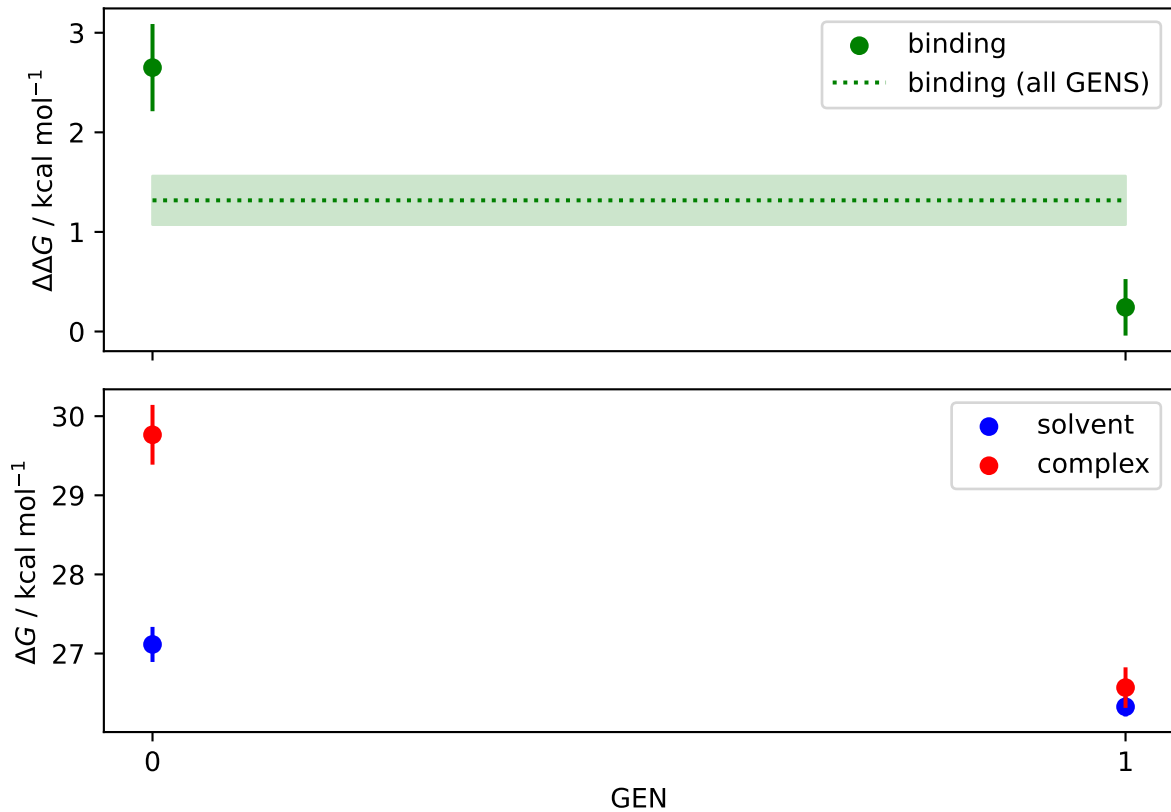 3
2
1
0
ΔΔG / kcal mol⁻¹
binding
binding (all GENS)
30
29
28
27
ΔG / kcal mol⁻¹
solvent
complex
0 1
GEN